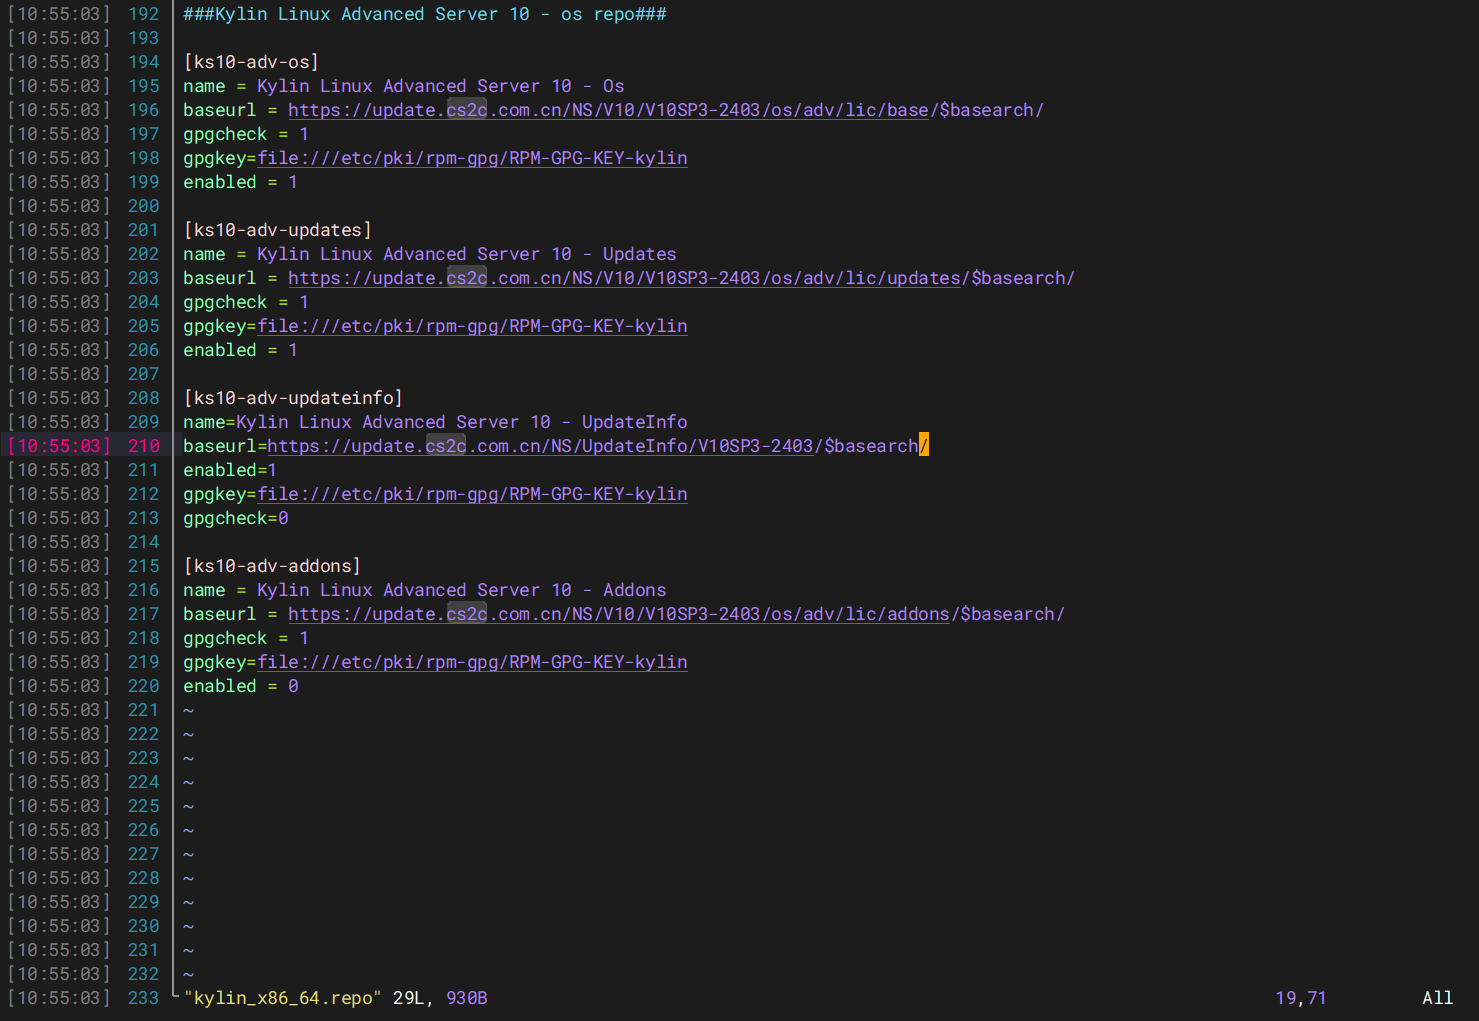 [10:55:03] 192 ###Kylin Linux Advanced Server 10 - os repo###
[10:55:03] 193
[10:55:03] 194 [ks10-adv-os]
[10:55:03] 195 name = Kylin Linux Advanced Server 10 - Os
[10:55:03] 196 baseurl = https://update.cs2c.com.cn/NS/V10/V10SP3-2403/os/adv/lic/base/$basearch/
[10:55:03] 197 gpgcheck = 1
[10:55:03] 198 gpgkey=file:///etc/pki/rpm-gpg/RPM-GPG-KEY-kylin
[10:55:03] 199 enabled = 1
[10:55:03] 200
[10:55:03] 201 [ks10-adv-updates]
[10:55:03] 202 name = Kylin Linux Advanced Server 10 - Updates
[10:55:03] 203 baseurl = https://update.cs2c.com.cn/NS/V10/V10SP3-2403/os/adv/lic/updates/$basearch/
[10:55:03] 204 gpgcheck = 1
[10:55:03] 205 gpgkey=file:///etc/pki/rpm-gpg/RPM-GPG-KEY-kylin
[10:55:03] 206 enabled = 1
[10:55:03] 207
[10:55:03] 208 [ks10-adv-updateinfo]
[10:55:03] 209 name=Kylin Linux Advanced Server 10 - UpdateInfo
[10:55:03] 210 baseurl=https://update.cs2c.com.cn/NS/UpdateInfo/V10SP3-2403/$basearch/
[10:55:03] 211 enabled=1
[10:55:03] 212 gpgkey=file:///etc/pki/rpm-gpg/RPM-GPG-KEY-kylin
[10:55:03] 213 gpgcheck=0
[10:55:03] 214
[10:55:03] 215 [ks10-adv-addons]
[10:55:03] 216 name = Kylin Linux Advanced Server 10 - Addons
[10:55:03] 217 baseurl = https://update.cs2c.com.cn/NS/V10/V10SP3-2403/os/adv/lic/addons/$basearch/
[10:55:03] 218 gpgcheck = 1
[10:55:03] 219 gpgkey=file:///etc/pki/rpm-gpg/RPM-GPG-KEY-kylin
[10:55:03] 220 enabled = 0
[10:55:03] 221 ~
[10:55:03] 222 ~
[10:55:03] 223 ~
[10:55:03] 224 ~
[10:55:03] 225 ~
[10:55:03] 226 ~
[10:55:03] 227 ~
[10:55:03] 228 ~
[10:55:03] 229 ~
[10:55:03] 230 ~
[10:55:03] 231 ~
[10:55:03] 232 ~
[10:55:03] 233 "kylin_x86_64.repo" 29L, 930B 19,71 All